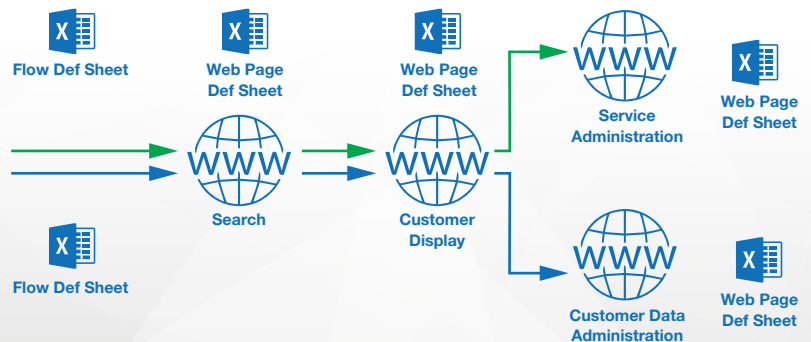 X
Flow Def Sheet
X
Web Page
Def Sheet
X
Web Page
Def Sheet
WWW
Service
Administration
X
Web Page
Def Sheet
WWW
Search
WWW
Customer
Display
X
Flow Def Sheet
WWW
Customer Data
Administration
X
Web Page
Def Sheet